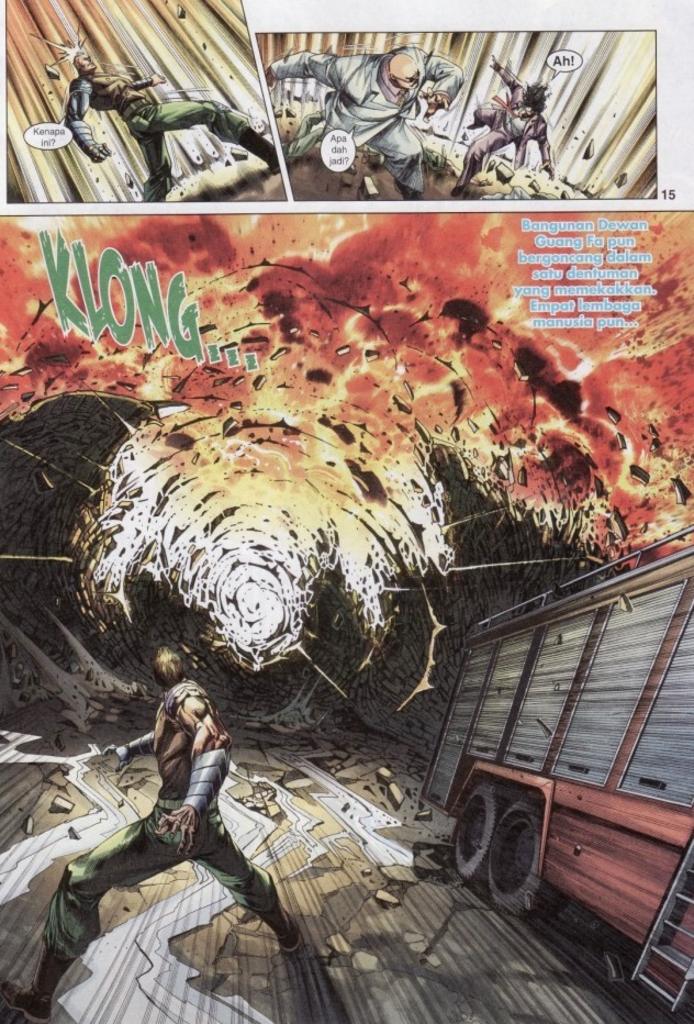 Kenapa
ini?
Apa
dah
jadi?
Ah!
15
KLONG...
Bangunan Dewan
Guang Fa pun
bergoncang dalam
satu dentuman
yang memekakkan.
Empat lembaga
manusia pun...